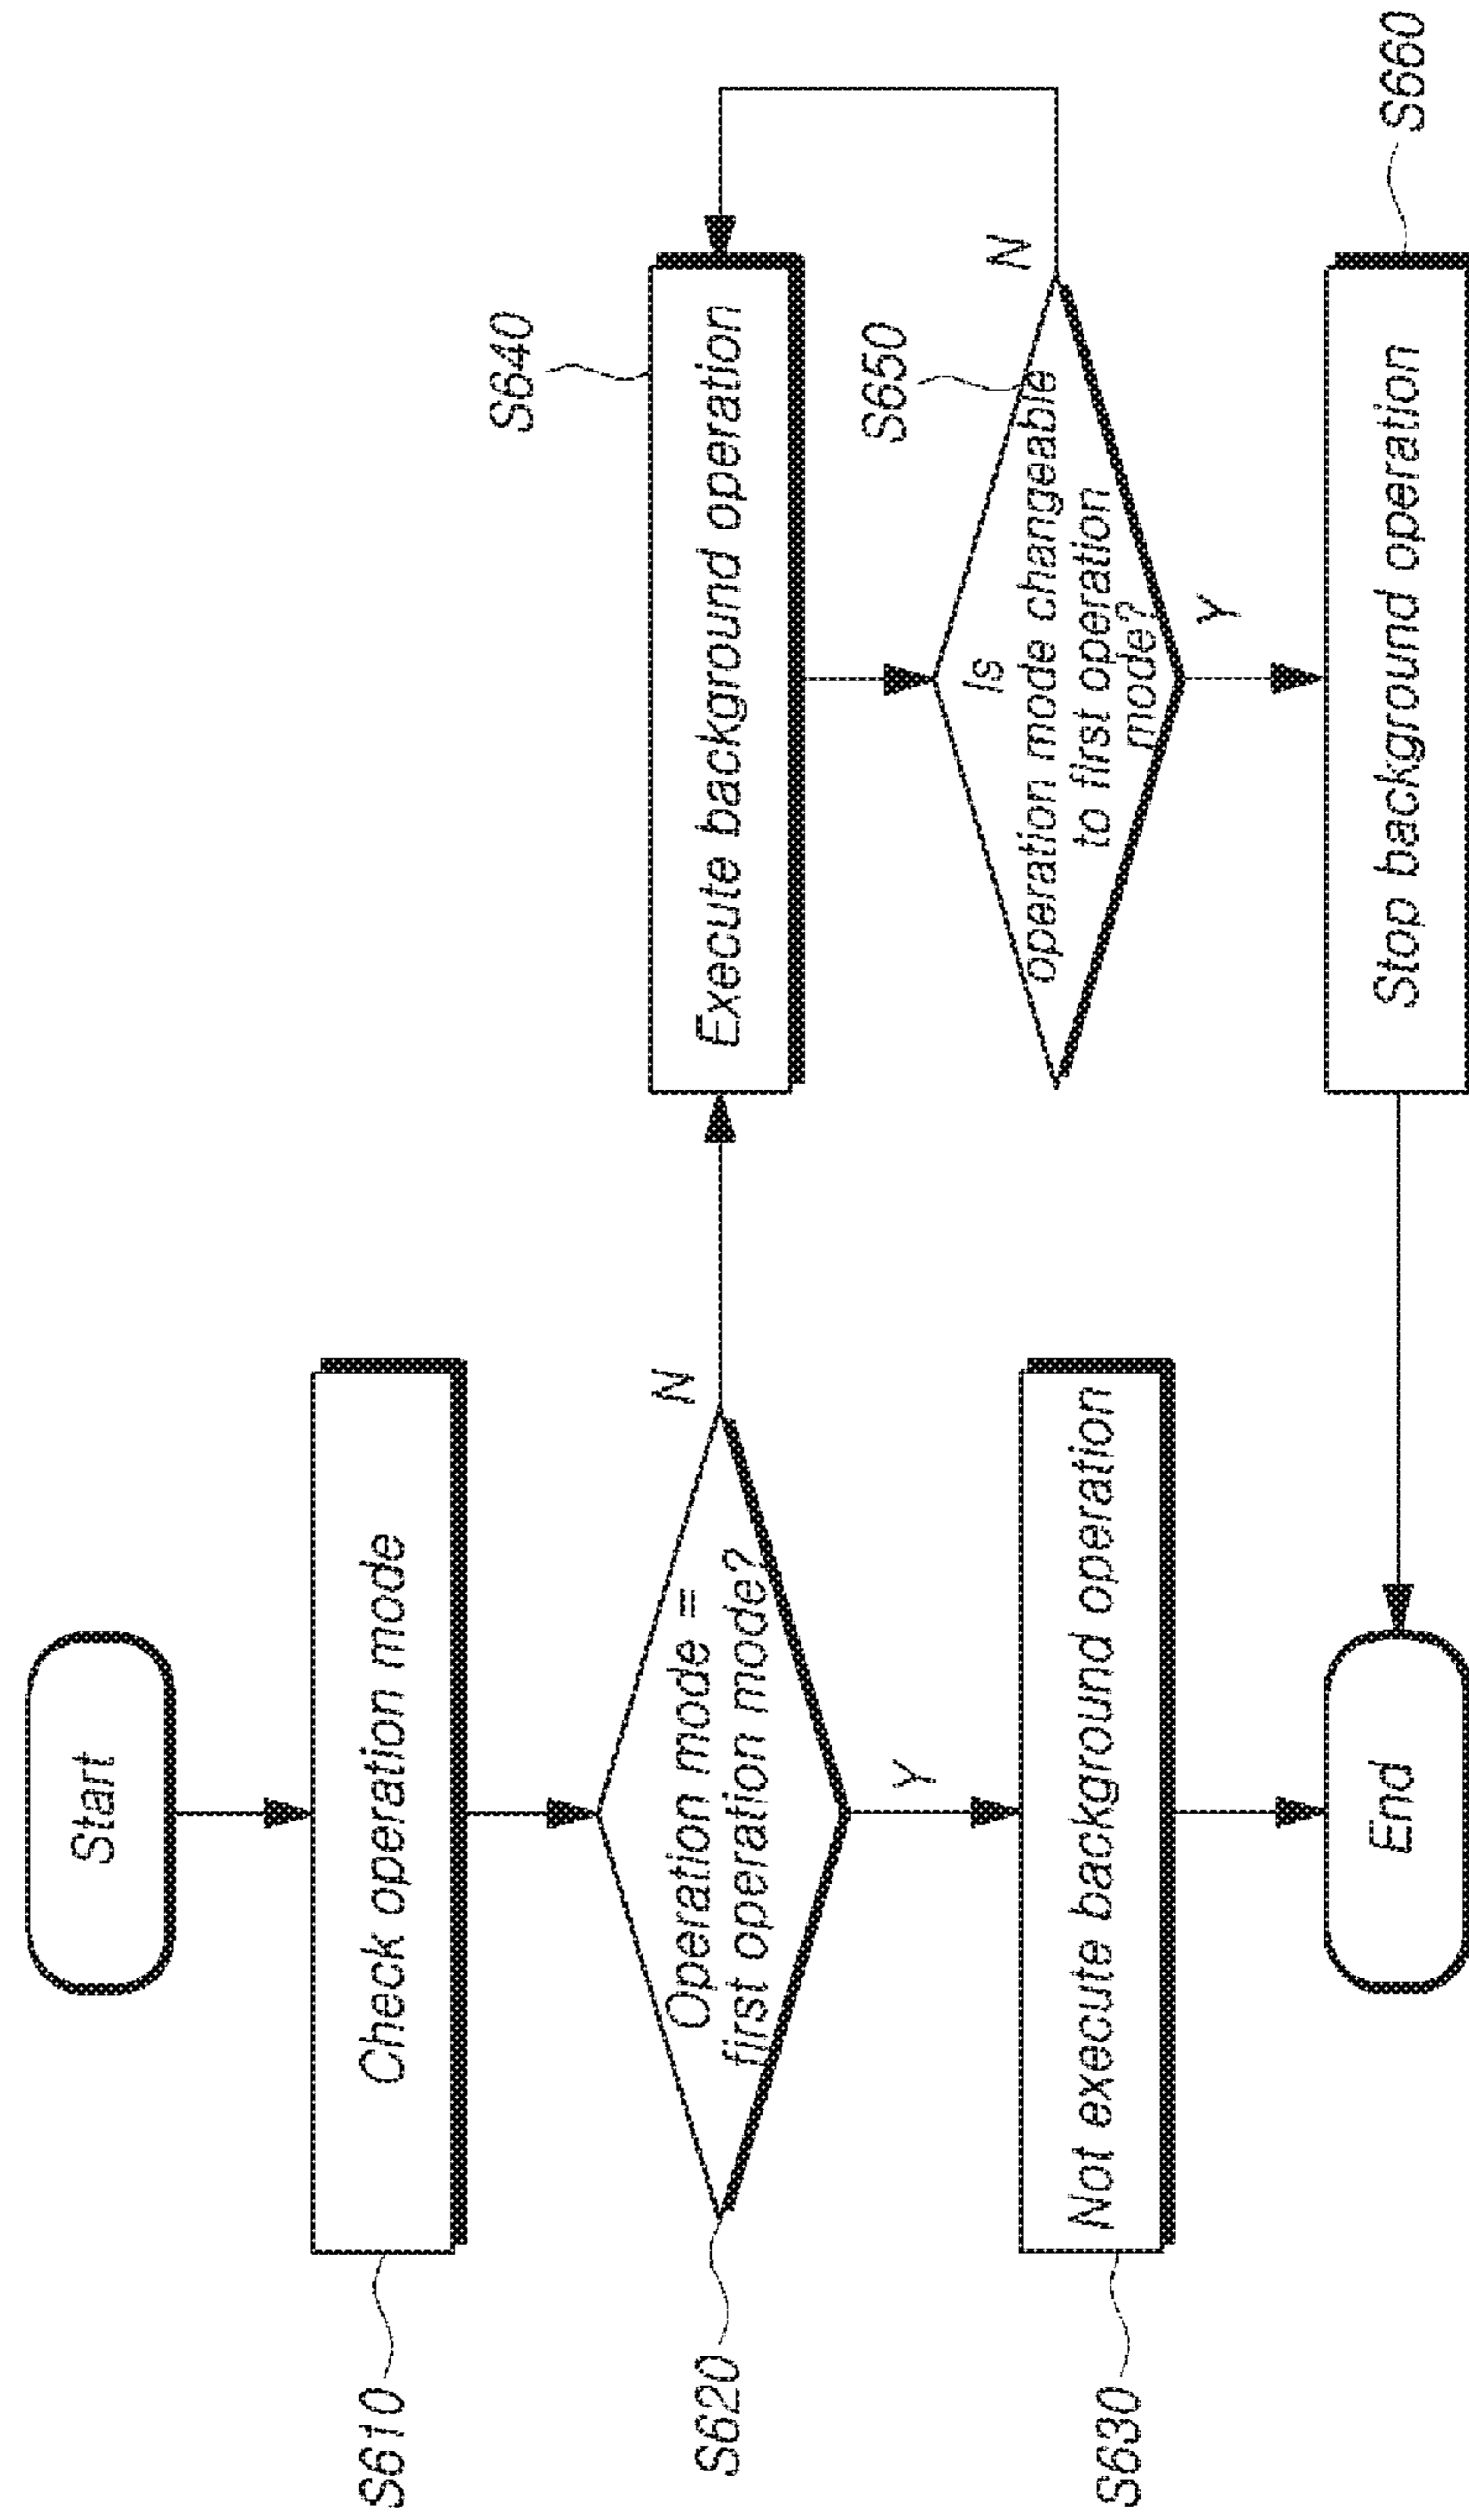 Start
S610
Check operation mode
S620
Operation mode =
first operation mode?
N
Y
S630
Not execute background operation
End
S640
Execute background operation
S650
Is
operation mode changeable
to first operation
mode?
N
Y
S660
Stop background operation